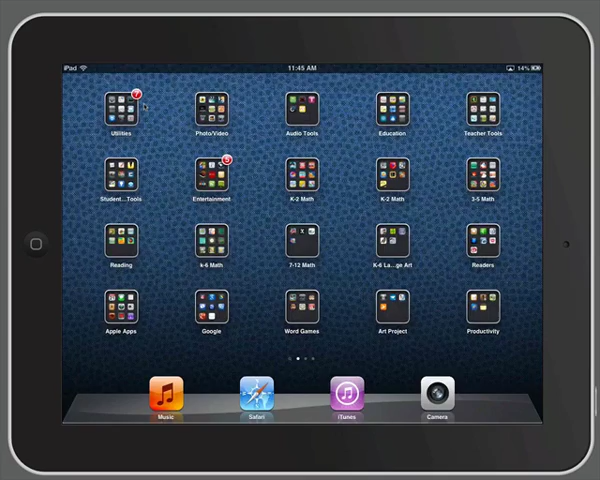 iPad 11:45 AM 14%
7
Utilities Photo/Video Audio Tools Education Teacher Tools
5
Student...Tools Entertainment K-2 Math K-2 Math 3-5 Math
Reading k-6 Math 7-12 Math K-6 La...ge Art Readers
Apple Apps Google Word Games Art Project Productivity
Music Safari iTunes Camera